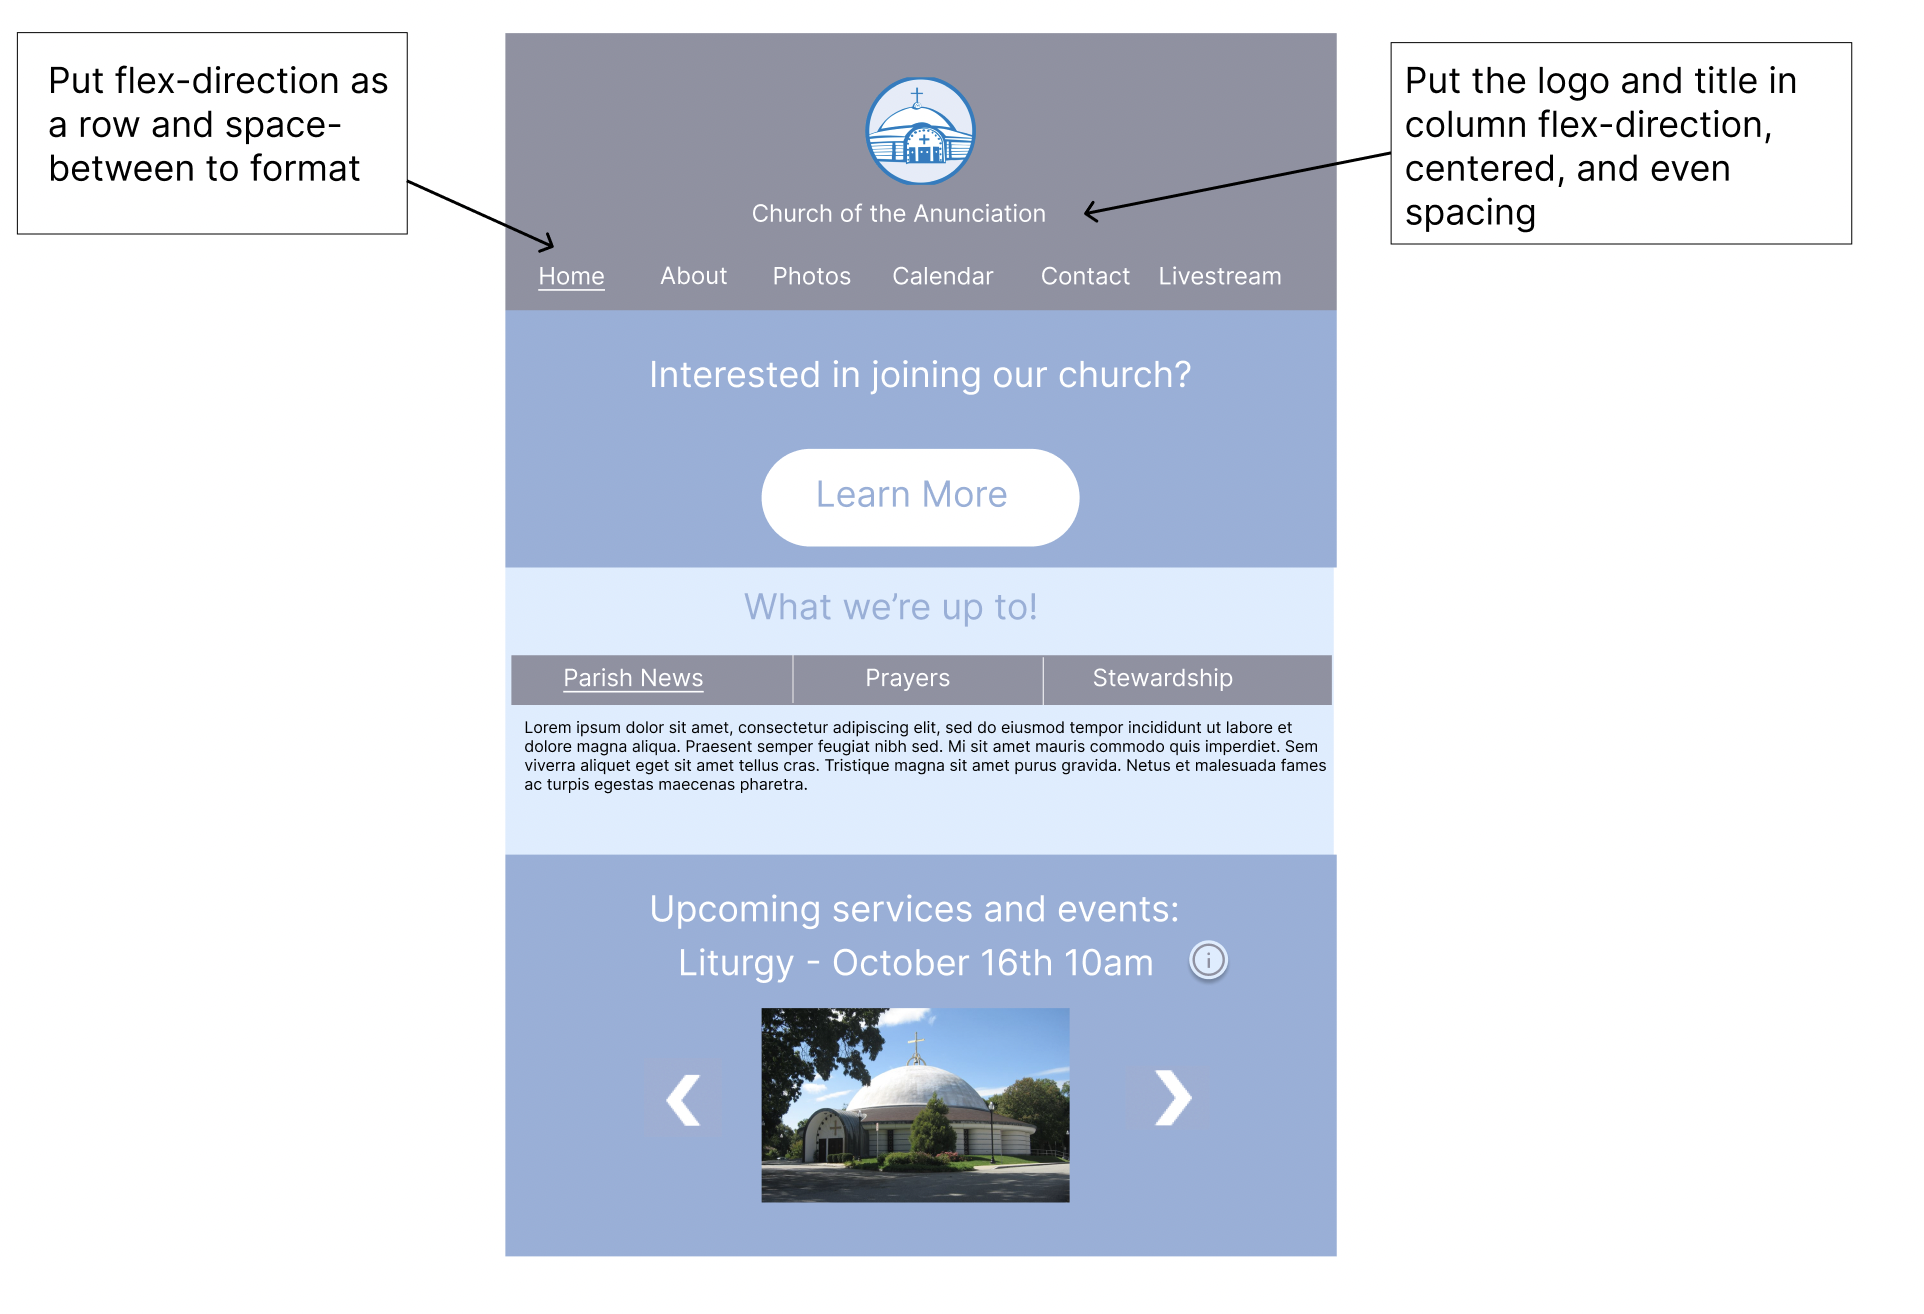 Put flex-direction as
a row and space-
between to format
Put the logo and title in
column flex-direction,
centered, and even
spacing
Church of the Anunciation
Home About Photos Calendar Contact Livestream
Interested in joining our church?
Learn More
What we’re up to!
Parish News Prayers Stewardship
Lorem ipsum dolor sit amet, consectetur adipiscing elit, sed do eiusmod tempor incididunt ut labore et
dolore magna aliqua. Praesent semper feugiat nibh sed. Mi sit amet mauris commodo quis imperdiet. Sem
viverra aliquet eget sit amet tellus cras. Tristique magna sit amet purus gravida. Netus et malesuada fames
ac turpis egestas maecenas pharetra.
Upcoming services and events:
Liturgy - October 16th 10am
i